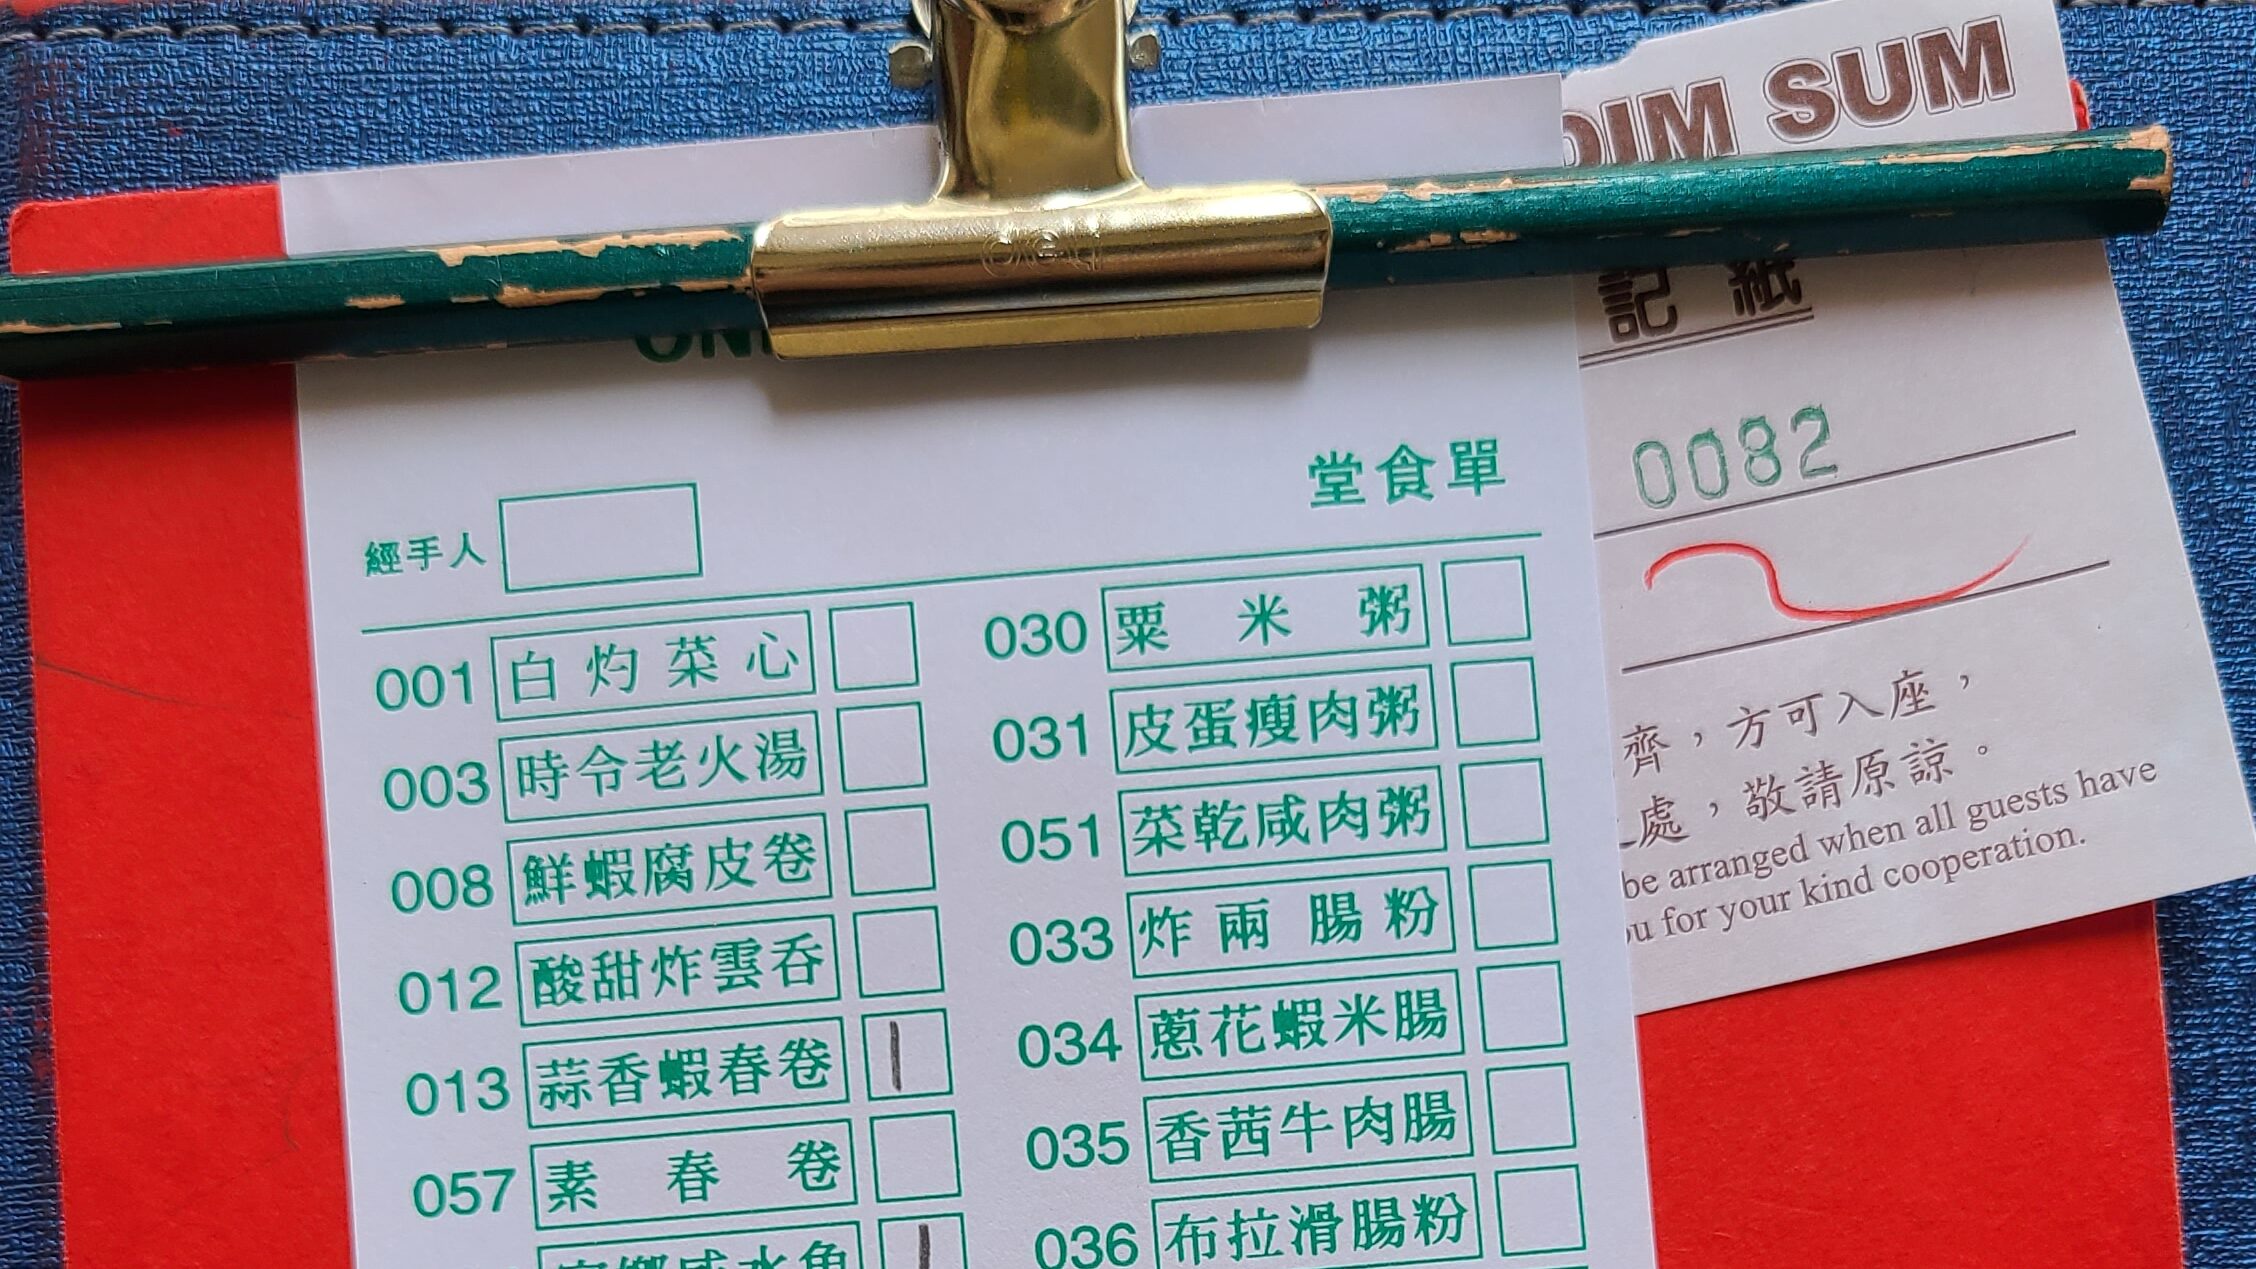 DIM SUM
deli
記紙
0082
堂食單
經手人
001 白灼菜心
003 時令老火湯
008 鮮蝦腐皮卷
012 酸甜炸雲吞
013 蒜香蝦春卷 |
057 素春卷
咸水角 |
030 粟米粥
031 皮蛋瘦肉粥
051 菜乾咸肉粥
033 炸兩腸粉
034 蔥花蝦米腸
035 香茜牛肉腸
036 布拉滑腸粉
齊，方可入座，
處，敬請原諒。
be arranged when all guests have
for your kind cooperation.